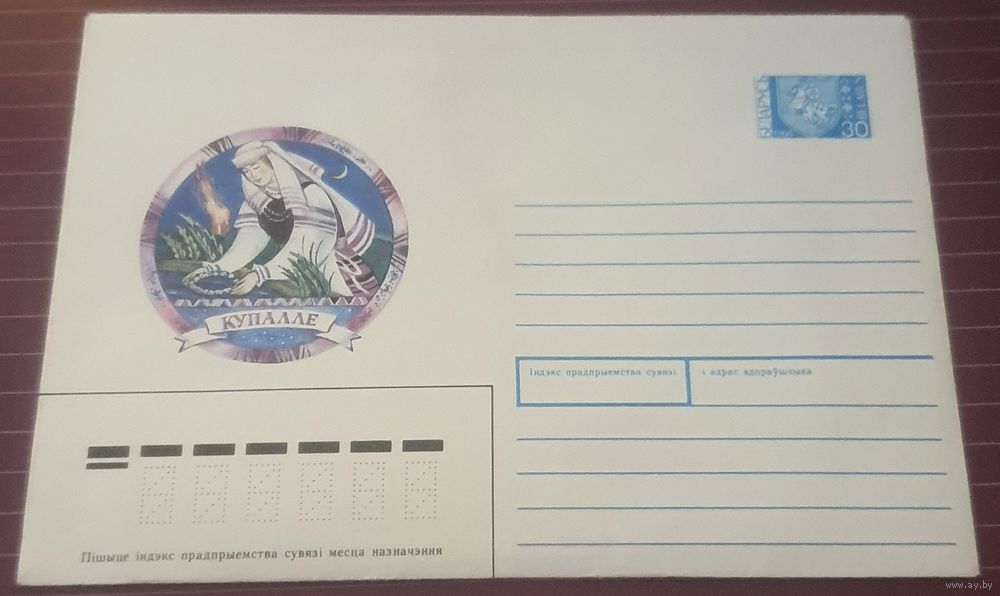 БЕЛАРУСЬ
30
КУПАЛЛЕ
Індэкс прадпрыемства сувязі і адрас адпраўшчыка
Пішыце індэкс прадпрыемства сувязі месца назначэння
www.ay.by